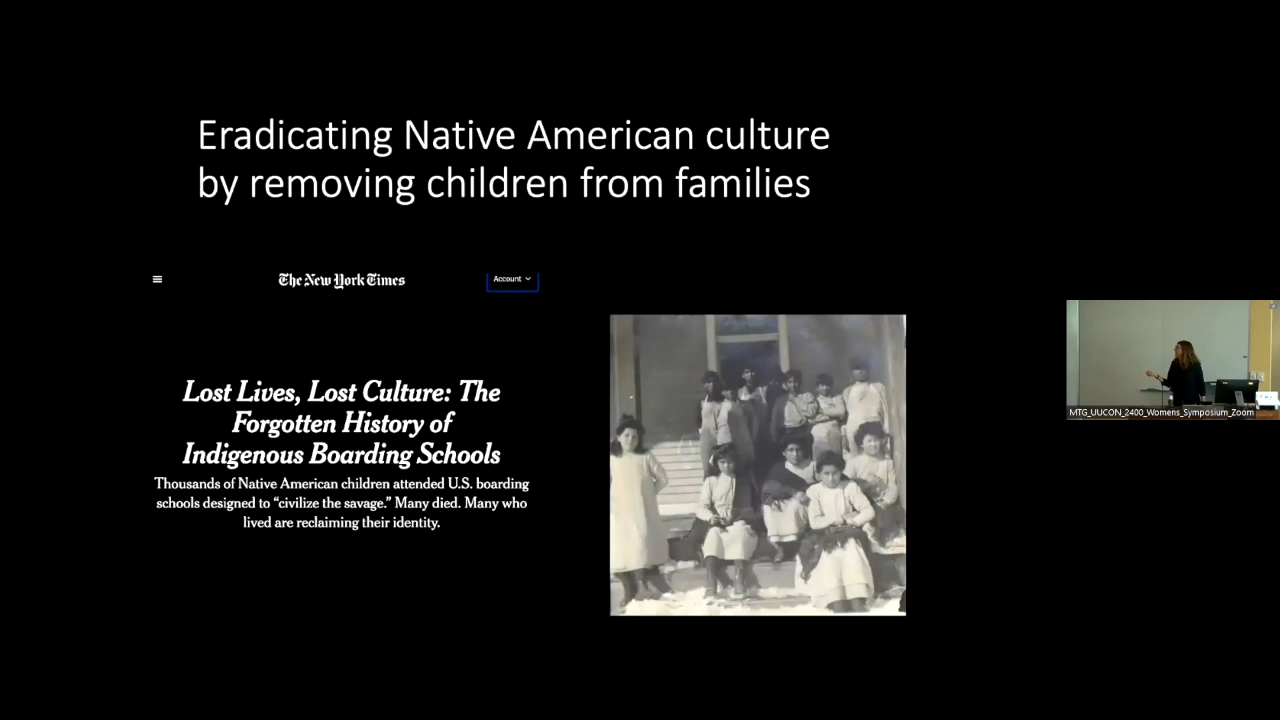 Eradicating Native American culture
by removing children from families
The New York Times
Account
Lost Lives, Lost Culture: The
Forgotten History of
Indigenous Boarding Schools
Thousands of Native American children attended U.S. boarding
schools designed to “civilize the savage.” Many died. Many who
lived are reclaiming their identity.
MTG_UUCON_2400_Womens_Symposium_Zoom